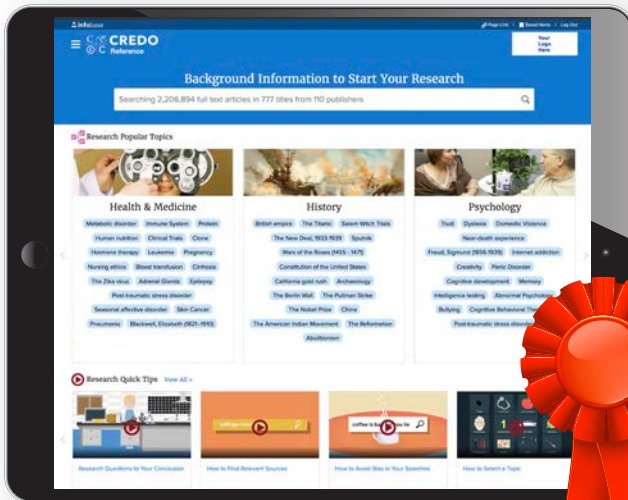 Infobase
Page Link | Saved Items | Log Out
CREDO
Reference
Your
Logo
Here
Background Information to Start Your Research
Searching 2,206,894 full text articles in 777 titles from 110 publishers
Research Popular Topics
Health & Medicine
Metabolic disorder Immune System Protein
Human nutrition Clinical Trials Clone
Hormone therapy Leukemia Pregnancy
Nursing ethics Blood transfusion Cirrhosis
The Zika virus Adrenal Glands Epilepsy
Post-traumatic stress disorder
Seasonal affective disorder Skin Cancer
Pneumonia Blackwell, Elizabeth (1821–1910)
History
British empire The Titanic Salem Witch Trials
The New Deal, 1933-1939 Sputnik
Wars of the Roses (1455 - 1471)
Constitution of the United States
California gold rush Archeology
The Berlin Wall The Pullman Strike
The Nobel Prize China
The American Indian Movement The Reformation
Abolitionism
Psychology
Trust Dyslexia Domestic Violence
Near-death experience
Freud, Sigmund (1856-1939) Internet addiction
Creativity Panic Disorder
Cognitive development Memory
Intelligence testing Abnormal Psychology
Bullying Cognitive Behavioral
Post-traumatic stress
Research Quick Tips View All >
coffee is
Research Questions to Your Conclusion
How to Find Relevant Sources
How to Avoid Bias in Your Searches
How to Select a Topic